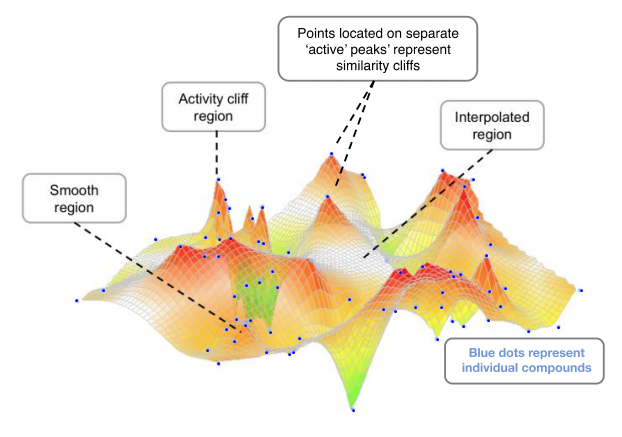 Points located on separate
‘active’ peaks’ represent
similarity cliffs
Activity cliff
region
Interpolated
region
Smooth
region
Blue dots represent
individual compounds